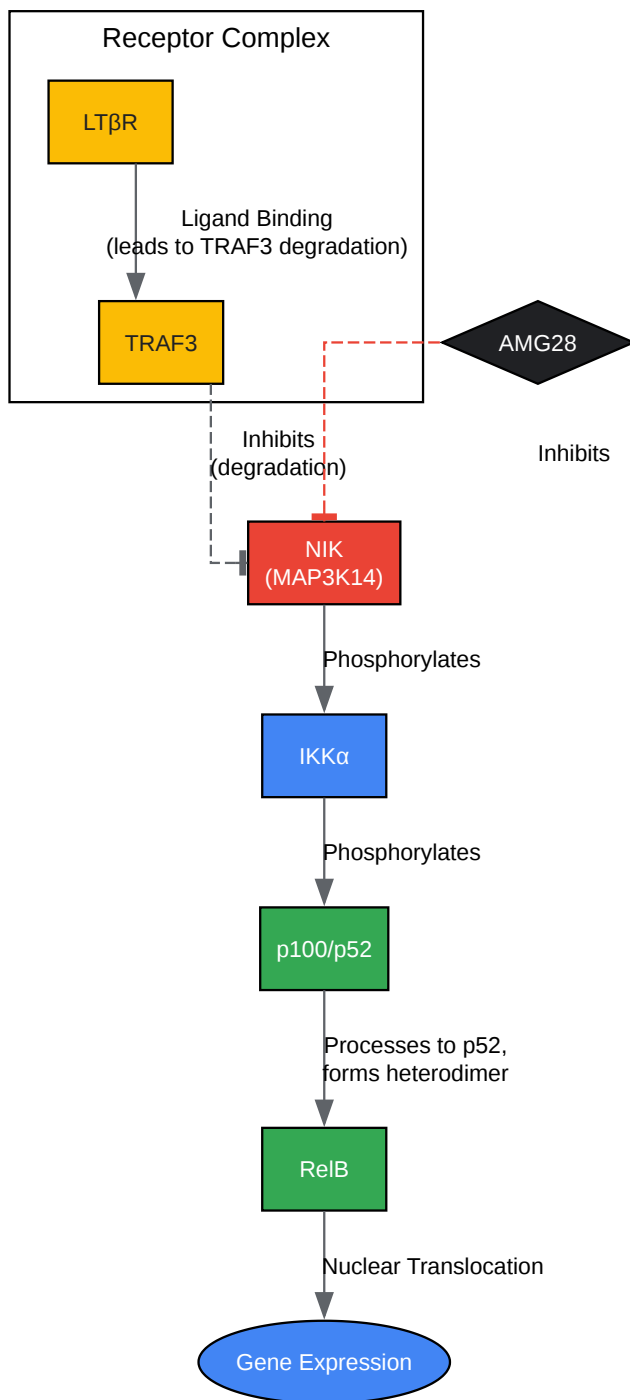 Receptor Complex
LTβR
Ligand Binding
(leads to TRAF3 degradation)
TRAF3
AMG28
Inhibits
(degradation)
Inhibits
NIK
(MAP3K14)
Phosphorylates
IKKα
Phosphorylates
p100/p52
Processes to p52,
forms heterodimer
RelB
Nuclear Translocation
Gene Expression